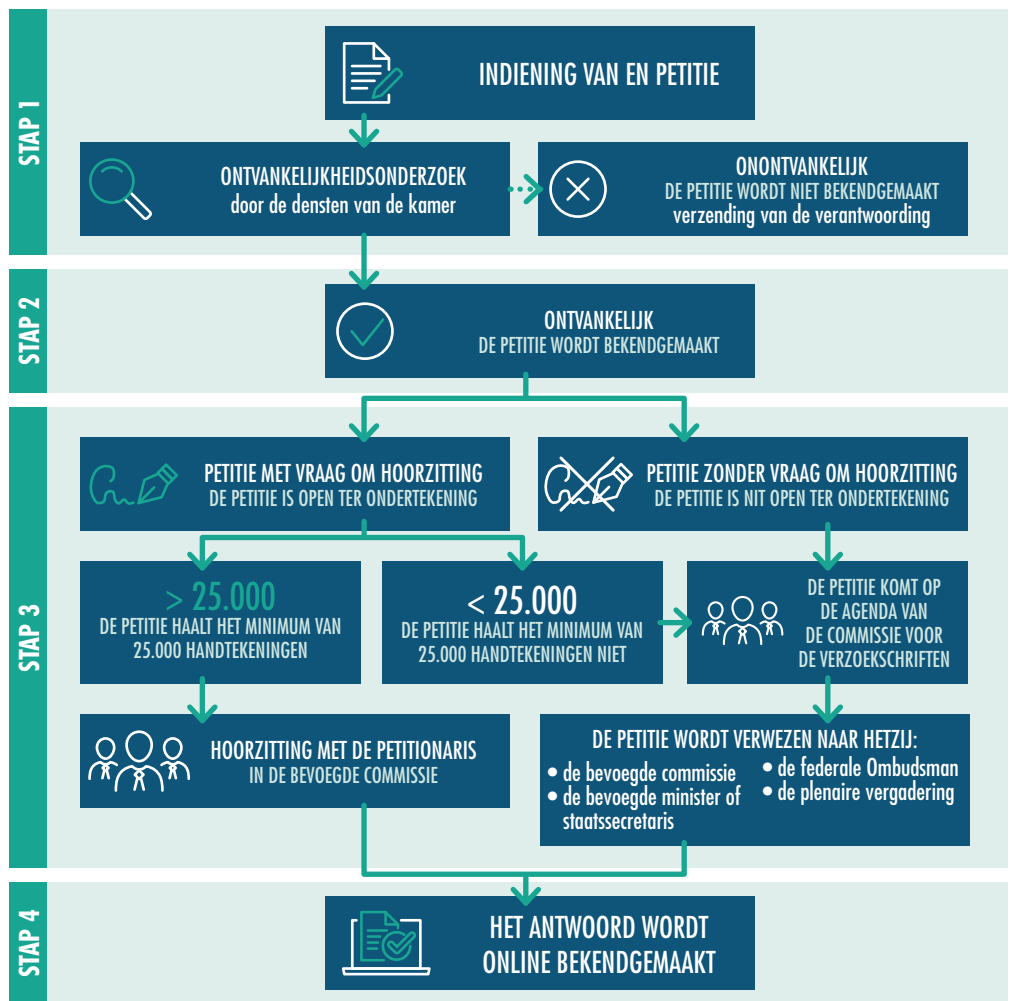 STAP 1
INDIENING VAN EN PETITIE
ONTVANKELIJKHEIDSONDERZOEK
door de densten van de kamer
ONONTVANKELIJK
DE PETITIE WORDT NIET BEKENDGEMAAKT
verzending van de verantwoording
STAP 2
ONTVANKELIJK
DE PETITIE WORDT BEKENDGEMAAKT
STAP 3
PETITIE MET VRAAG OM HOORZITTING
DE PETITIE IS OPEN TER ONDERTEKENING
PETITIE ZONDER VRAAG OM HOORZITTING
DE PETITIE IS NIT OPEN TER ONDERTEKENING
> 25.000
DE PETITIE HAALT HET MINIMUM VAN
25.000 HANDTEKENINGEN
< 25.000
DE PETITIE HAALT HET MINIMUM VAN
25.000 HANDTEKENINGEN NIET
DE PETITIE KOMT OP
DE AGENDA VAN
DE COMMISSIE VOOR
DE VERZOEKSCHRIFTEN
HOORZITTING MET DE PETITIONARIS
IN DE BEVOEGDE COMMISSIE
DE PETITIE WORDT VERWEZEN NAAR HETZIJ:
• de bevoegde commissie
• de bevoegde minister of
staatssecretaris
• de federale Ombudsman
• de plenaire vergadering
STAP 4
HET ANTWOORD WORDT
ONLINE BEKENDGEMAAKT